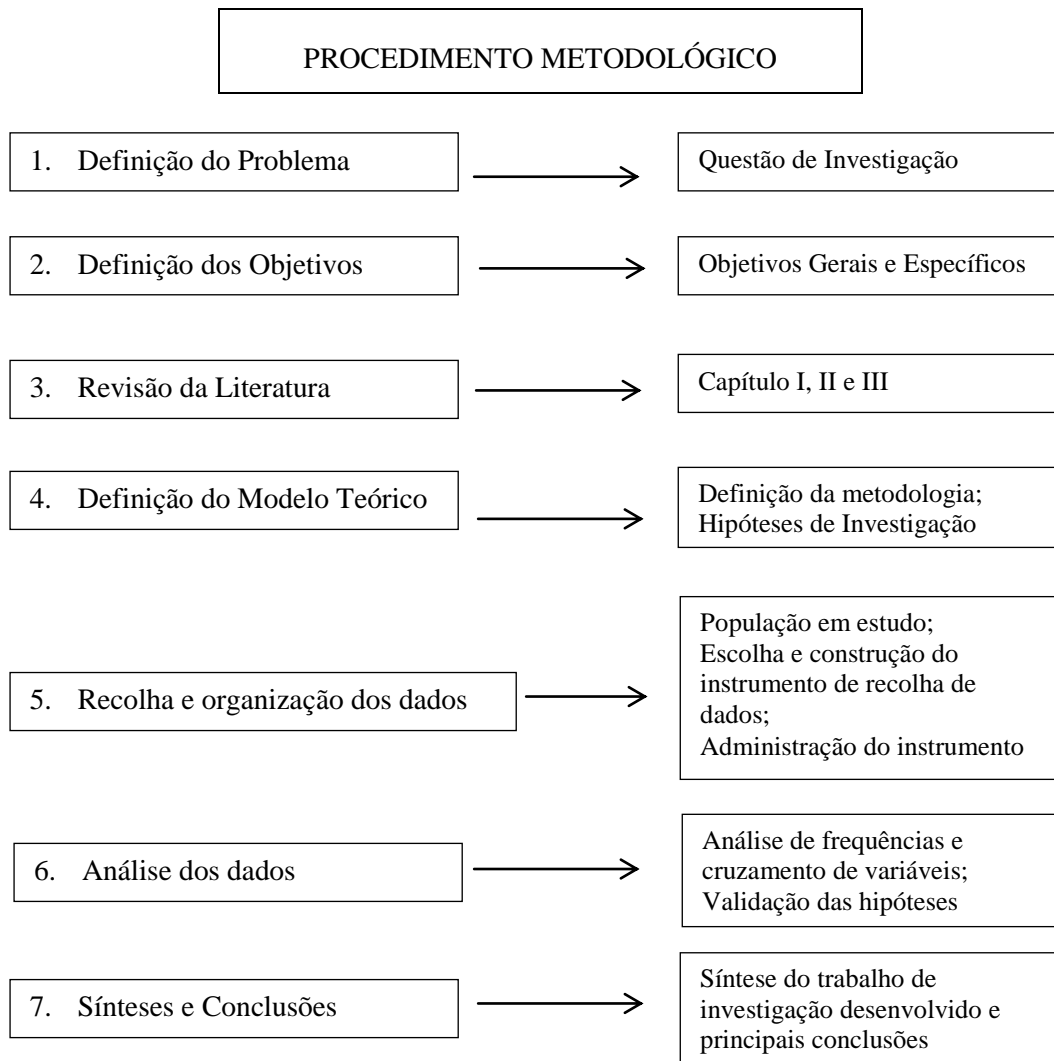 PROCEDIMENTO METODOLÓGICO
1. Definição do Problema
Questão de Investigação
2. Definição dos Objetivos
Objetivos Gerais e Específicos
3. Revisão da Literatura
Capítulo I, II e III
4. Definição do Modelo Teórico
Definição da metodologia;
Hipóteses de Investigação
5. Recolha e organização dos dados
População em estudo;
Escolha e construção do
instrumento de recolha de
dados;
Administração do instrumento
6. Análise dos dados
Análise de frequências e
cruzamento de variáveis;
Validação das hipóteses
7. Sínteses e Conclusões
Síntese do trabalho de
investigação desenvolvido e
principais conclusões